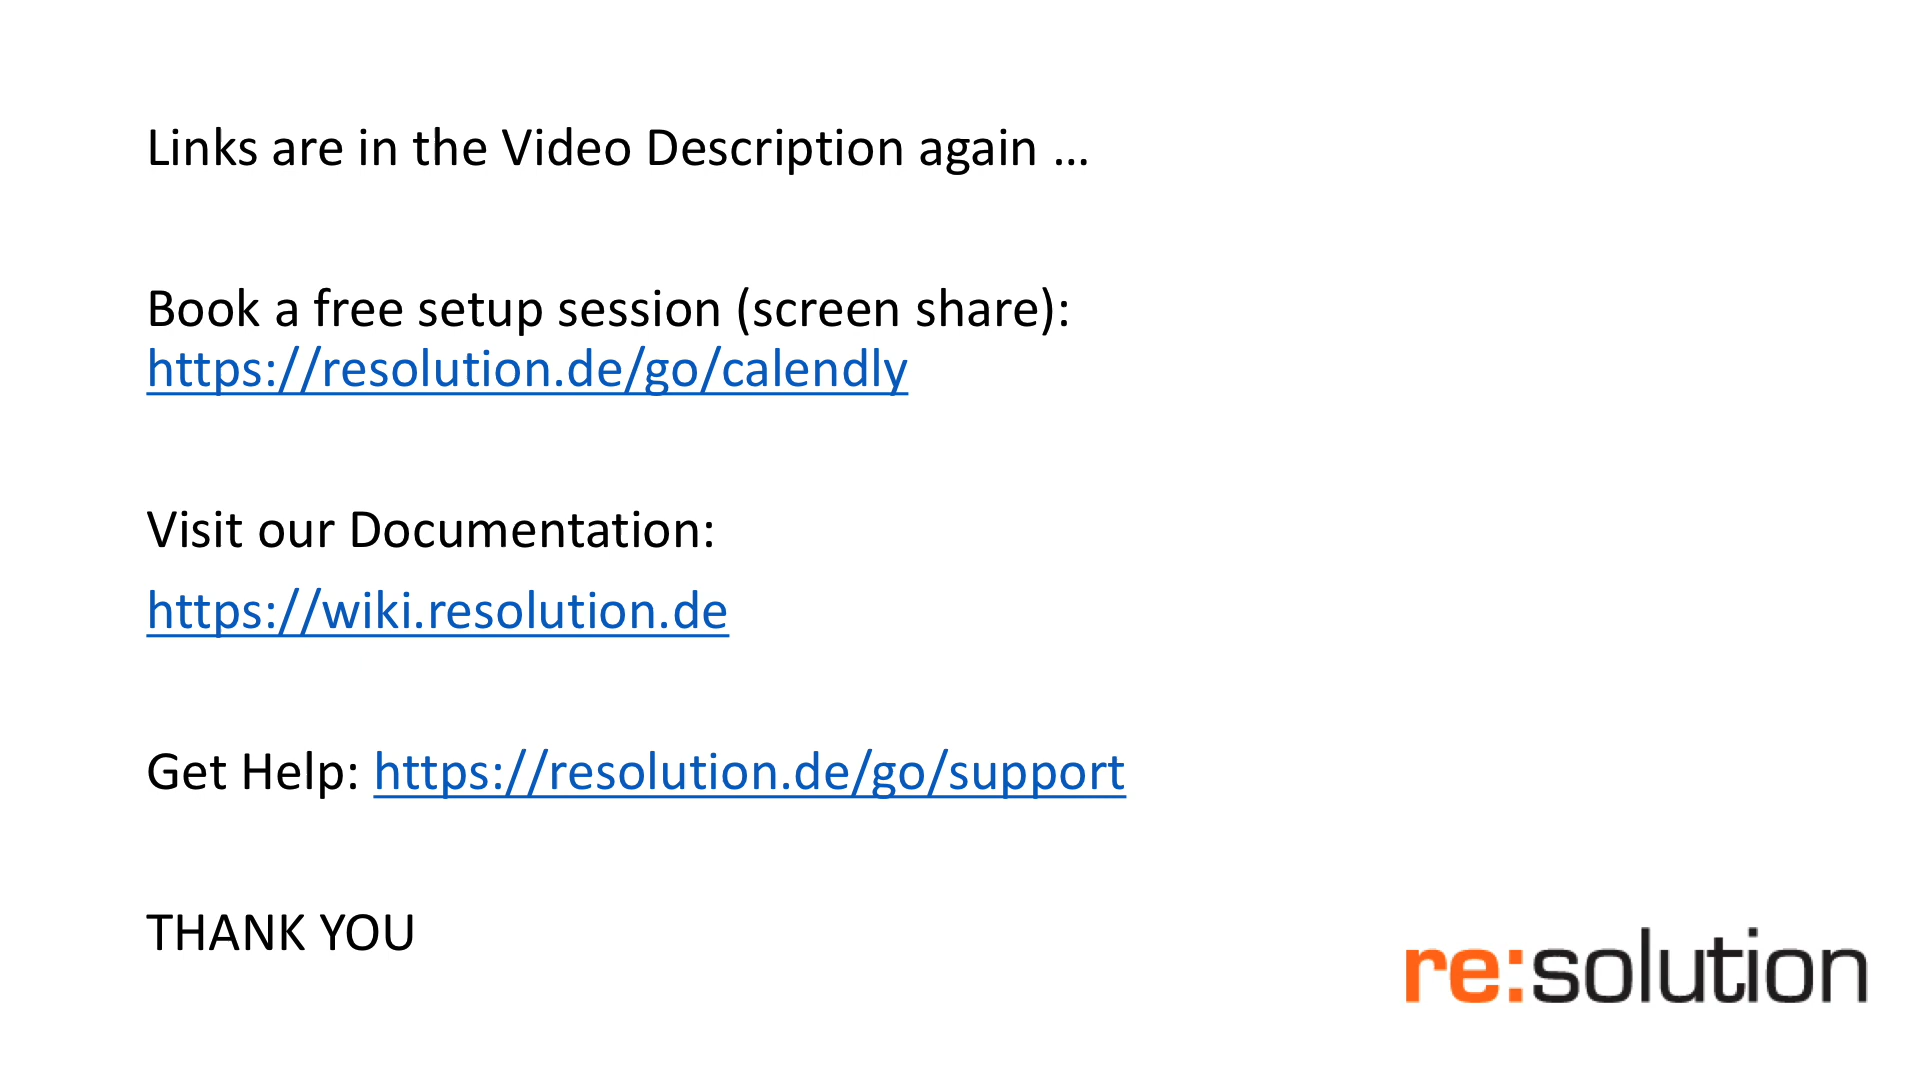 Links are in the Video Description again …
Book a free setup session (screen share):
https://resolution.de/go/calendly
Visit our Documentation:
https://wiki.resolution.de
Get Help: https://resolution.de/go/support
THANK YOU
re:solution